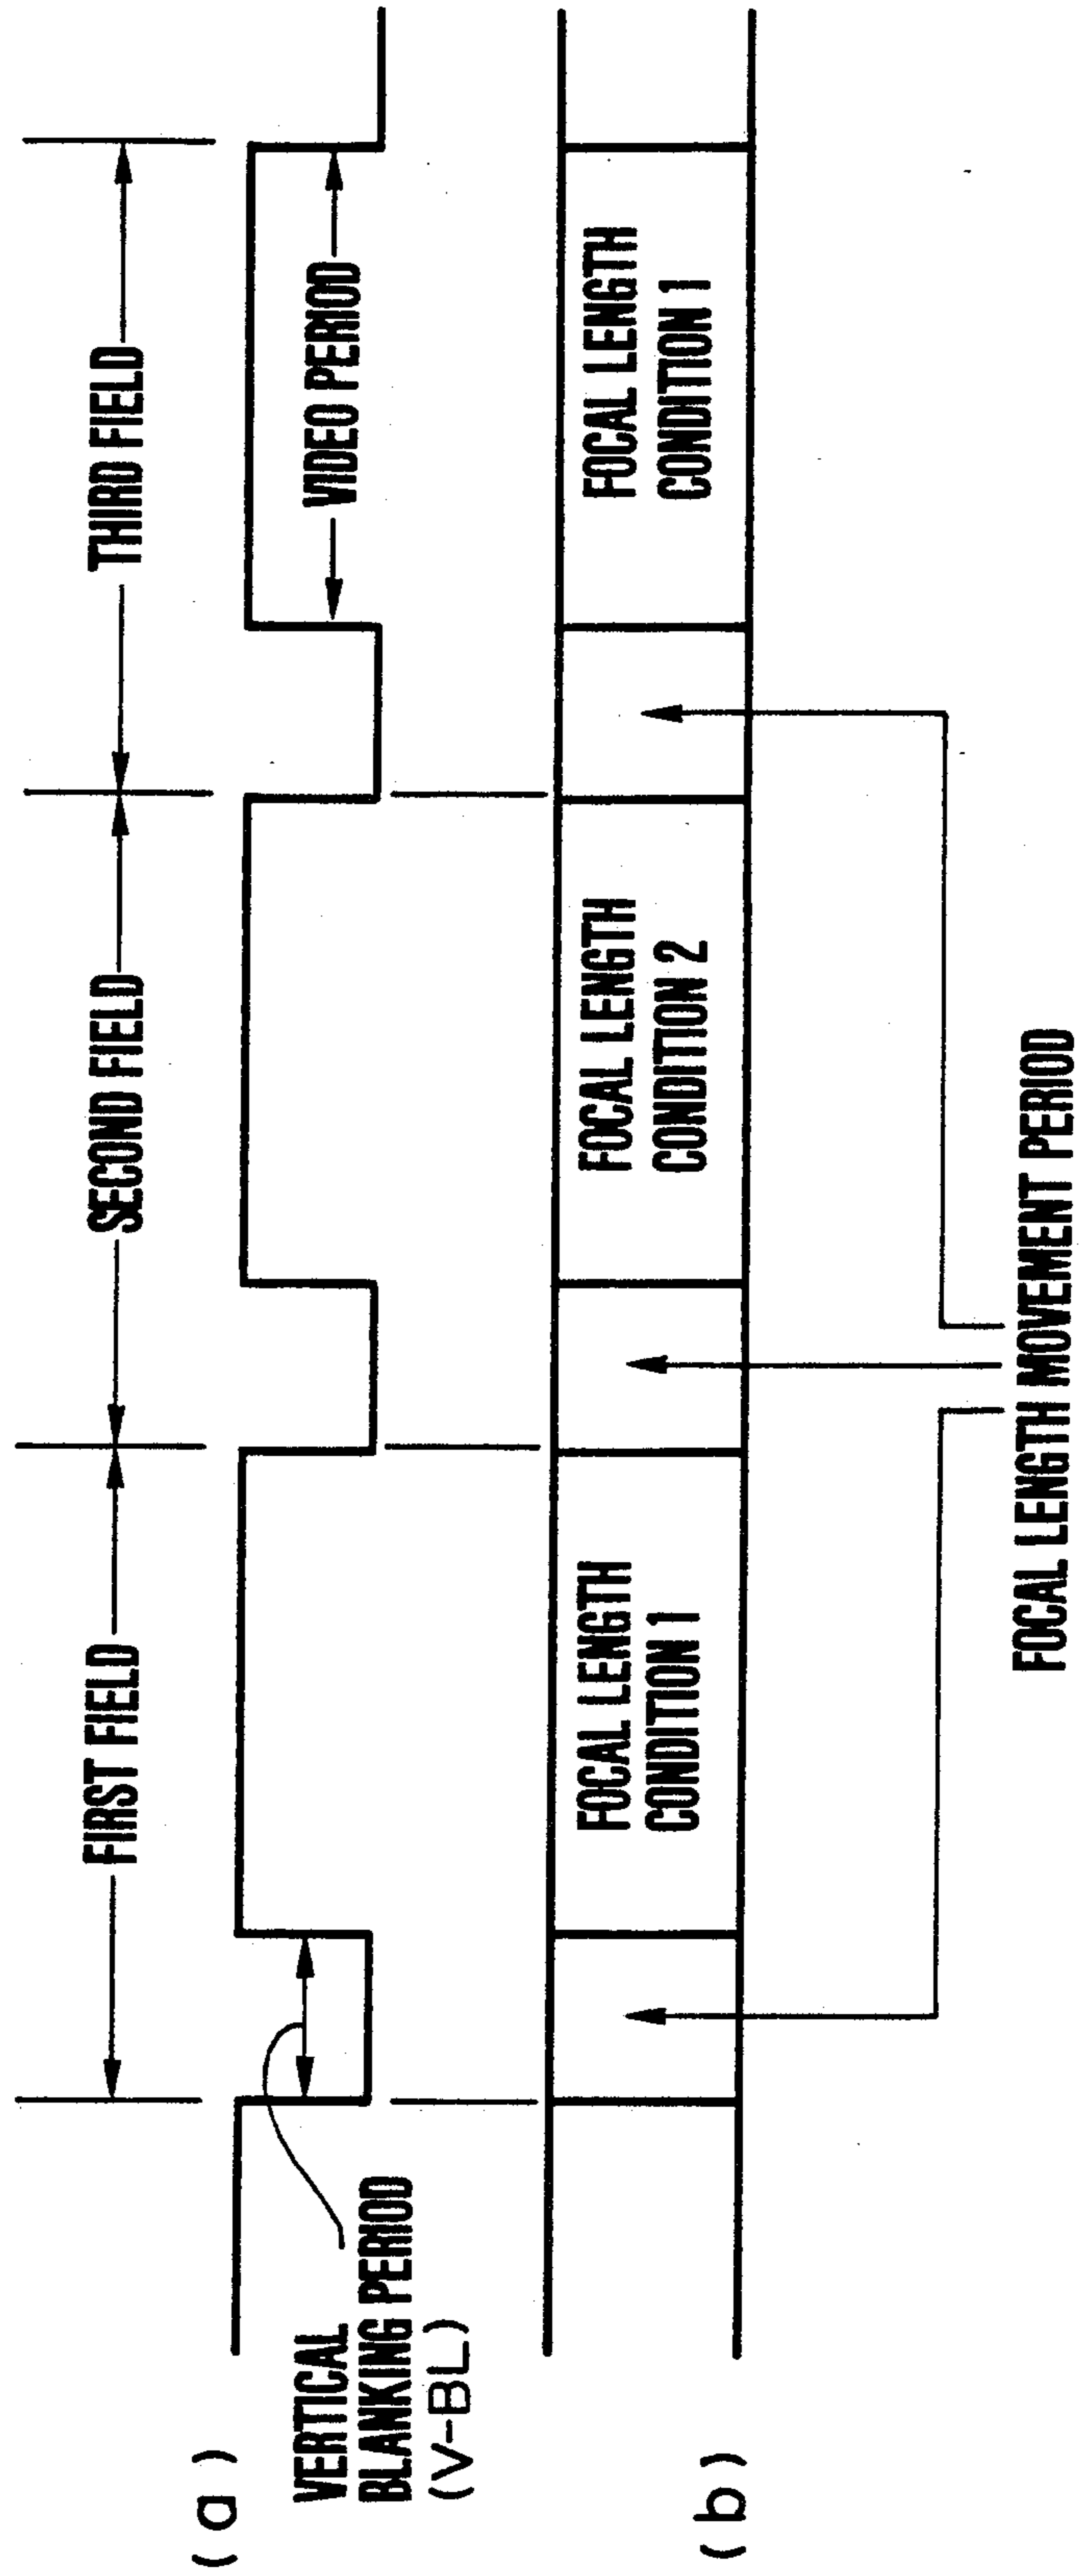 (a)
FIRST FIELD
SECOND FIELD
THIRD FIELD
VERTICAL
BLANKING PERIOD
(V-BL)
VIDEO PERIOD
(b)
FOCAL LENGTH
CONDITION 1
FOCAL LENGTH
CONDITION 2
FOCAL LENGTH
CONDITION 1
FOCAL LENGTH MOVEMENT PERIOD